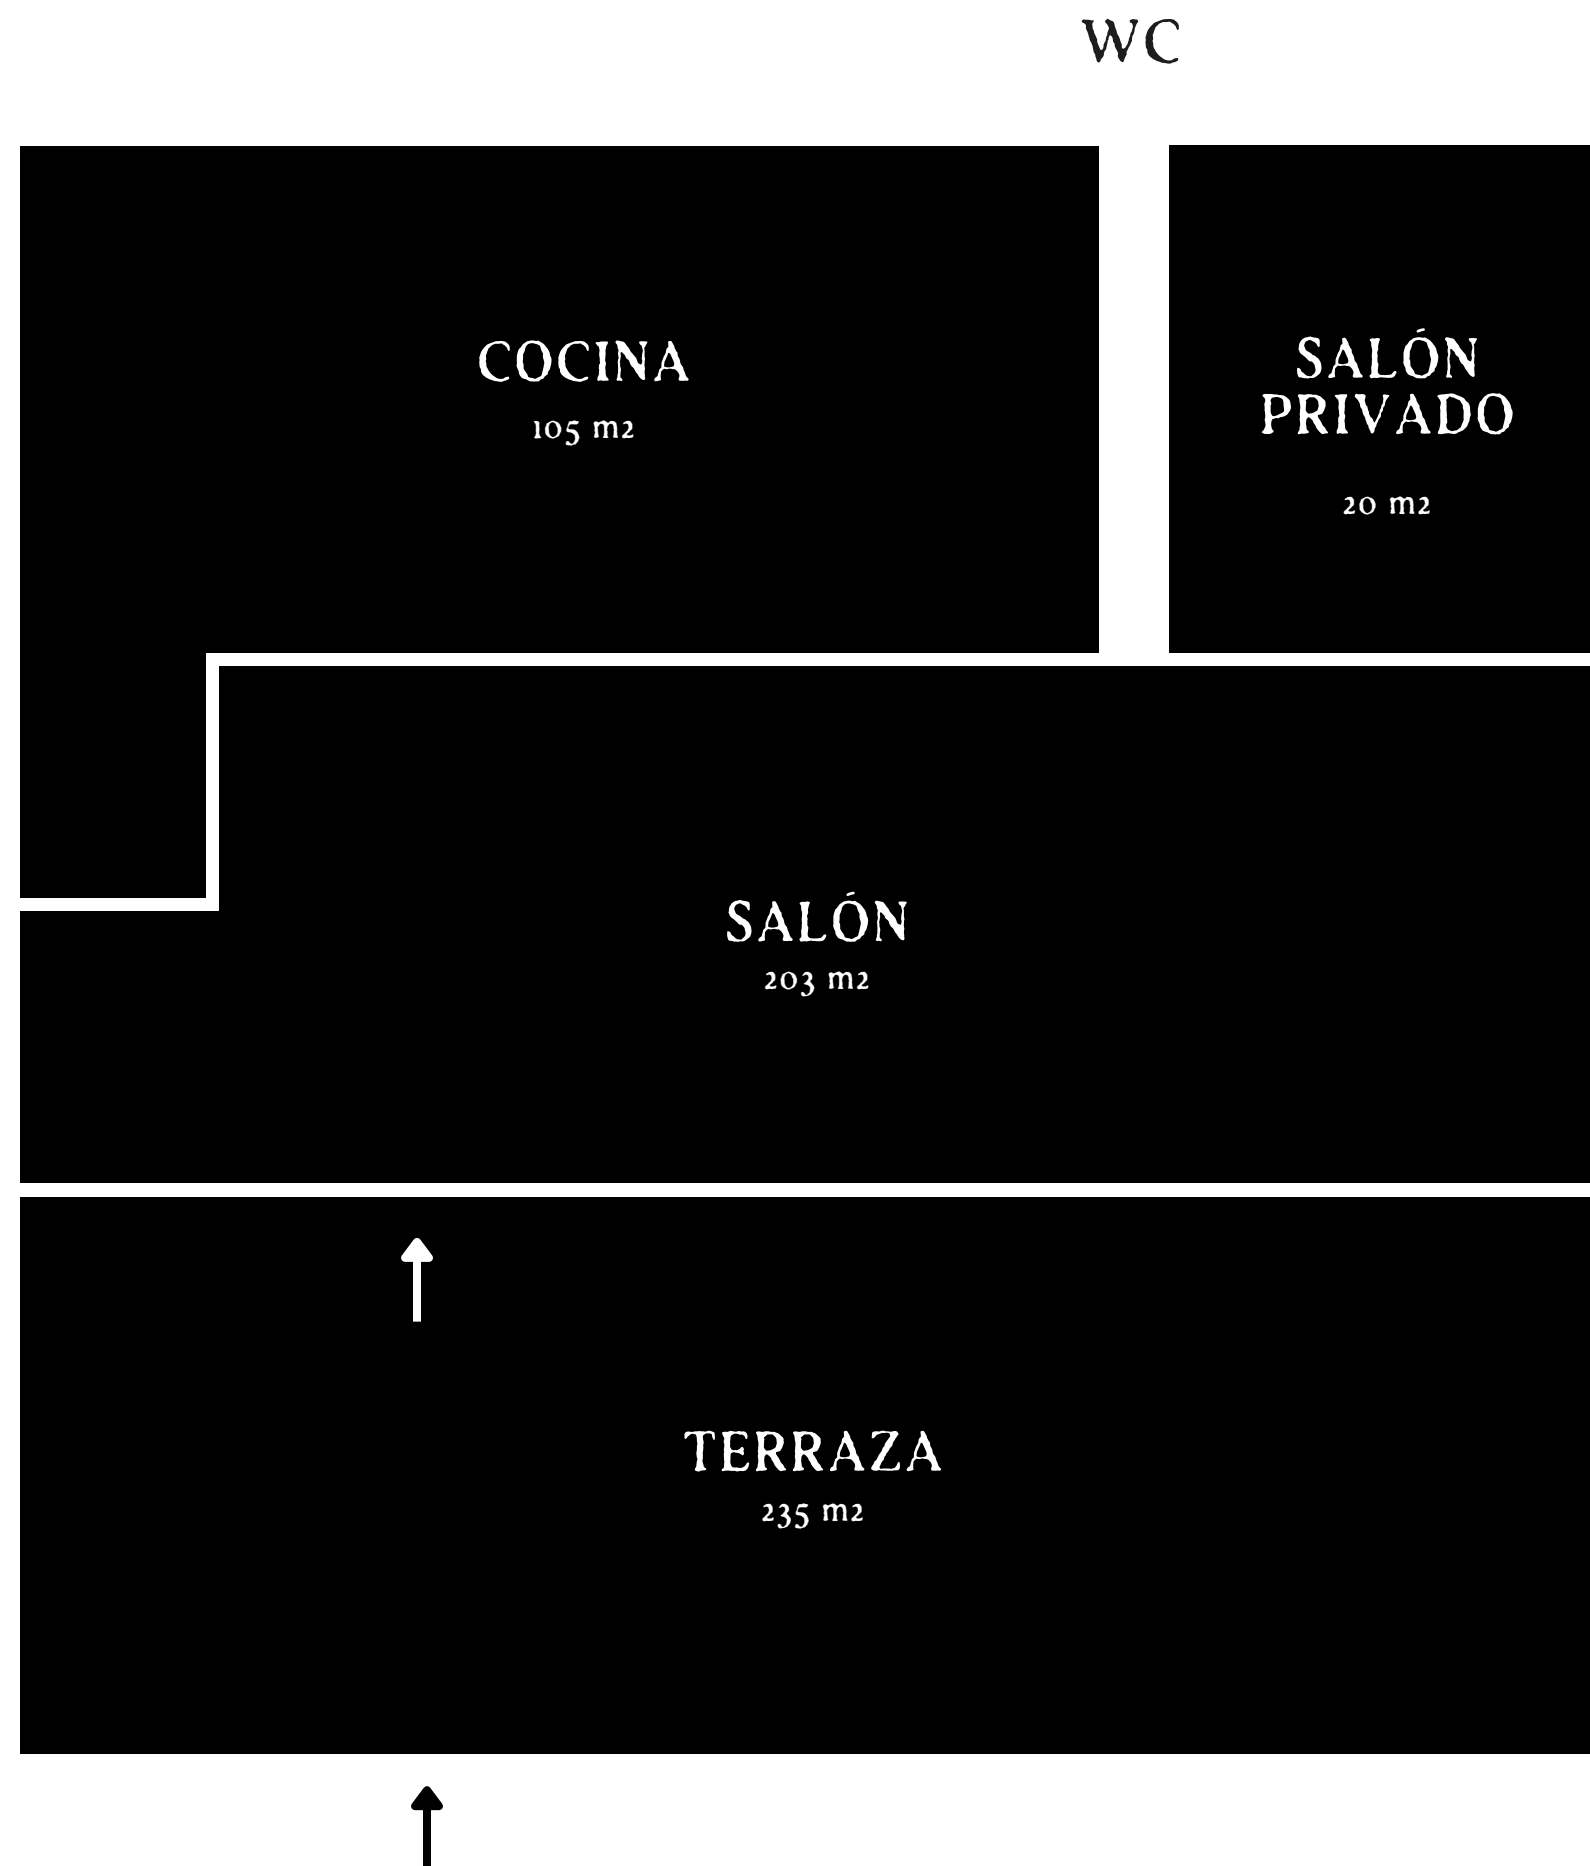 WC
COCINA
105 m2
SALÓN
PRIVADO
20 m2
SALÓN
203 m2
TERRAZA
235 m2